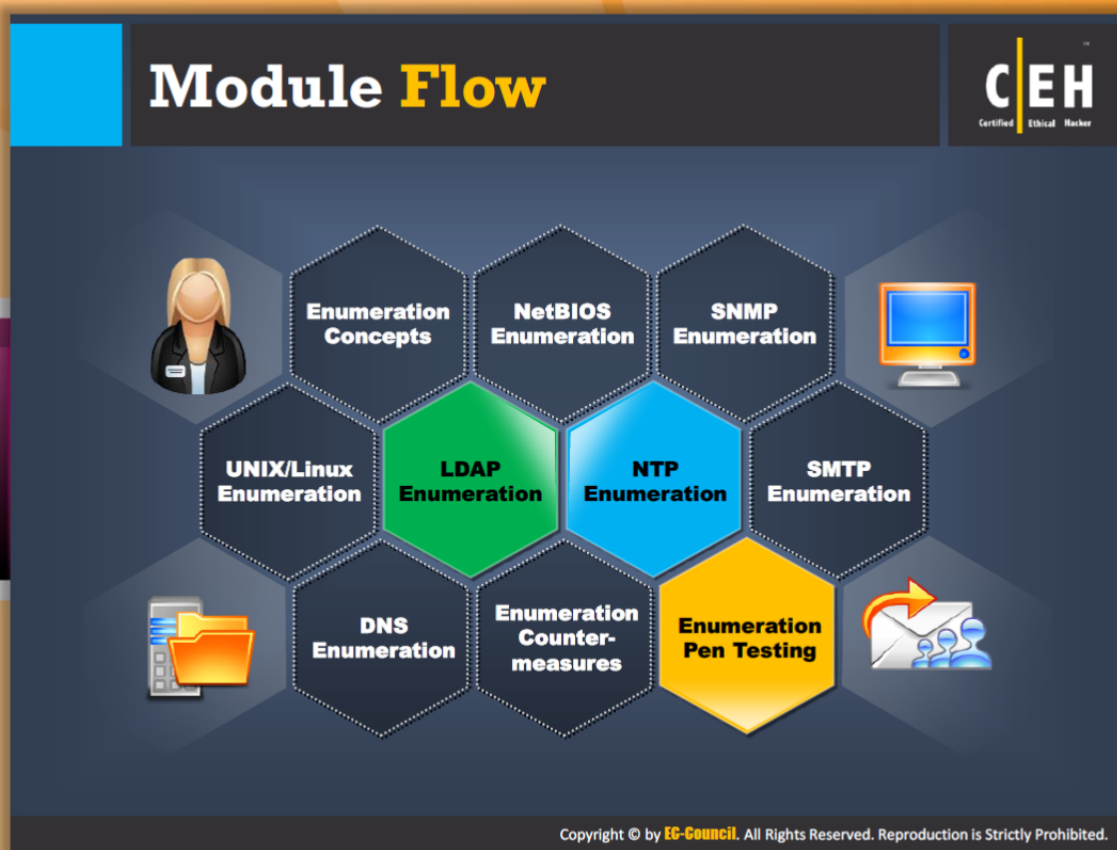 Module Flow
CEH
™
Certified Ethical Hacker
Enumeration
Concepts
NetBIOS
Enumeration
SNMP
Enumeration
UNIX/Linux
Enumeration
LDAP
Enumeration
NTP
Enumeration
SMTP
Enumeration
DNS
Enumeration
Enumeration
Counter-
measures
Enumeration
Pen Testing
Copyright © by EC-Council. All Rights Reserved. Reproduction is Strictly Prohibited.